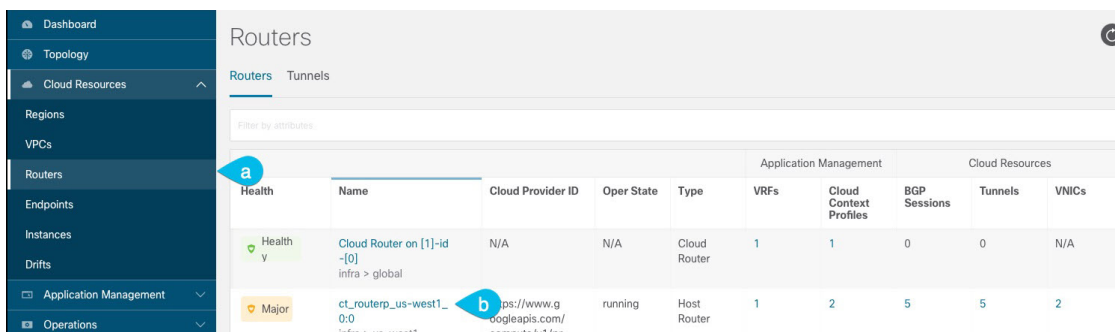 Dashboard
Topology
Cloud Resources
Regions
VPCs
Routers
Endpoints
Instances
Drifts
Application Management
Operations
Routers
Routers Tunnels
Filter by attributes
a
Application Management Cloud Resources
Health Name Cloud Provider ID Oper State Type VRFs Cloud Context Profiles BGP Sessions Tunnels VNICs
Health
y
Cloud Router on [1]-id
-[0]
infra > global
N/A
N/A
Cloud
Router
1
1
0
0
N/A
Major
ct_routerp_us-west1_
0:0
b
ps://www.g
oogleapis.com/
running
Host
Router
1
2
5
5
2